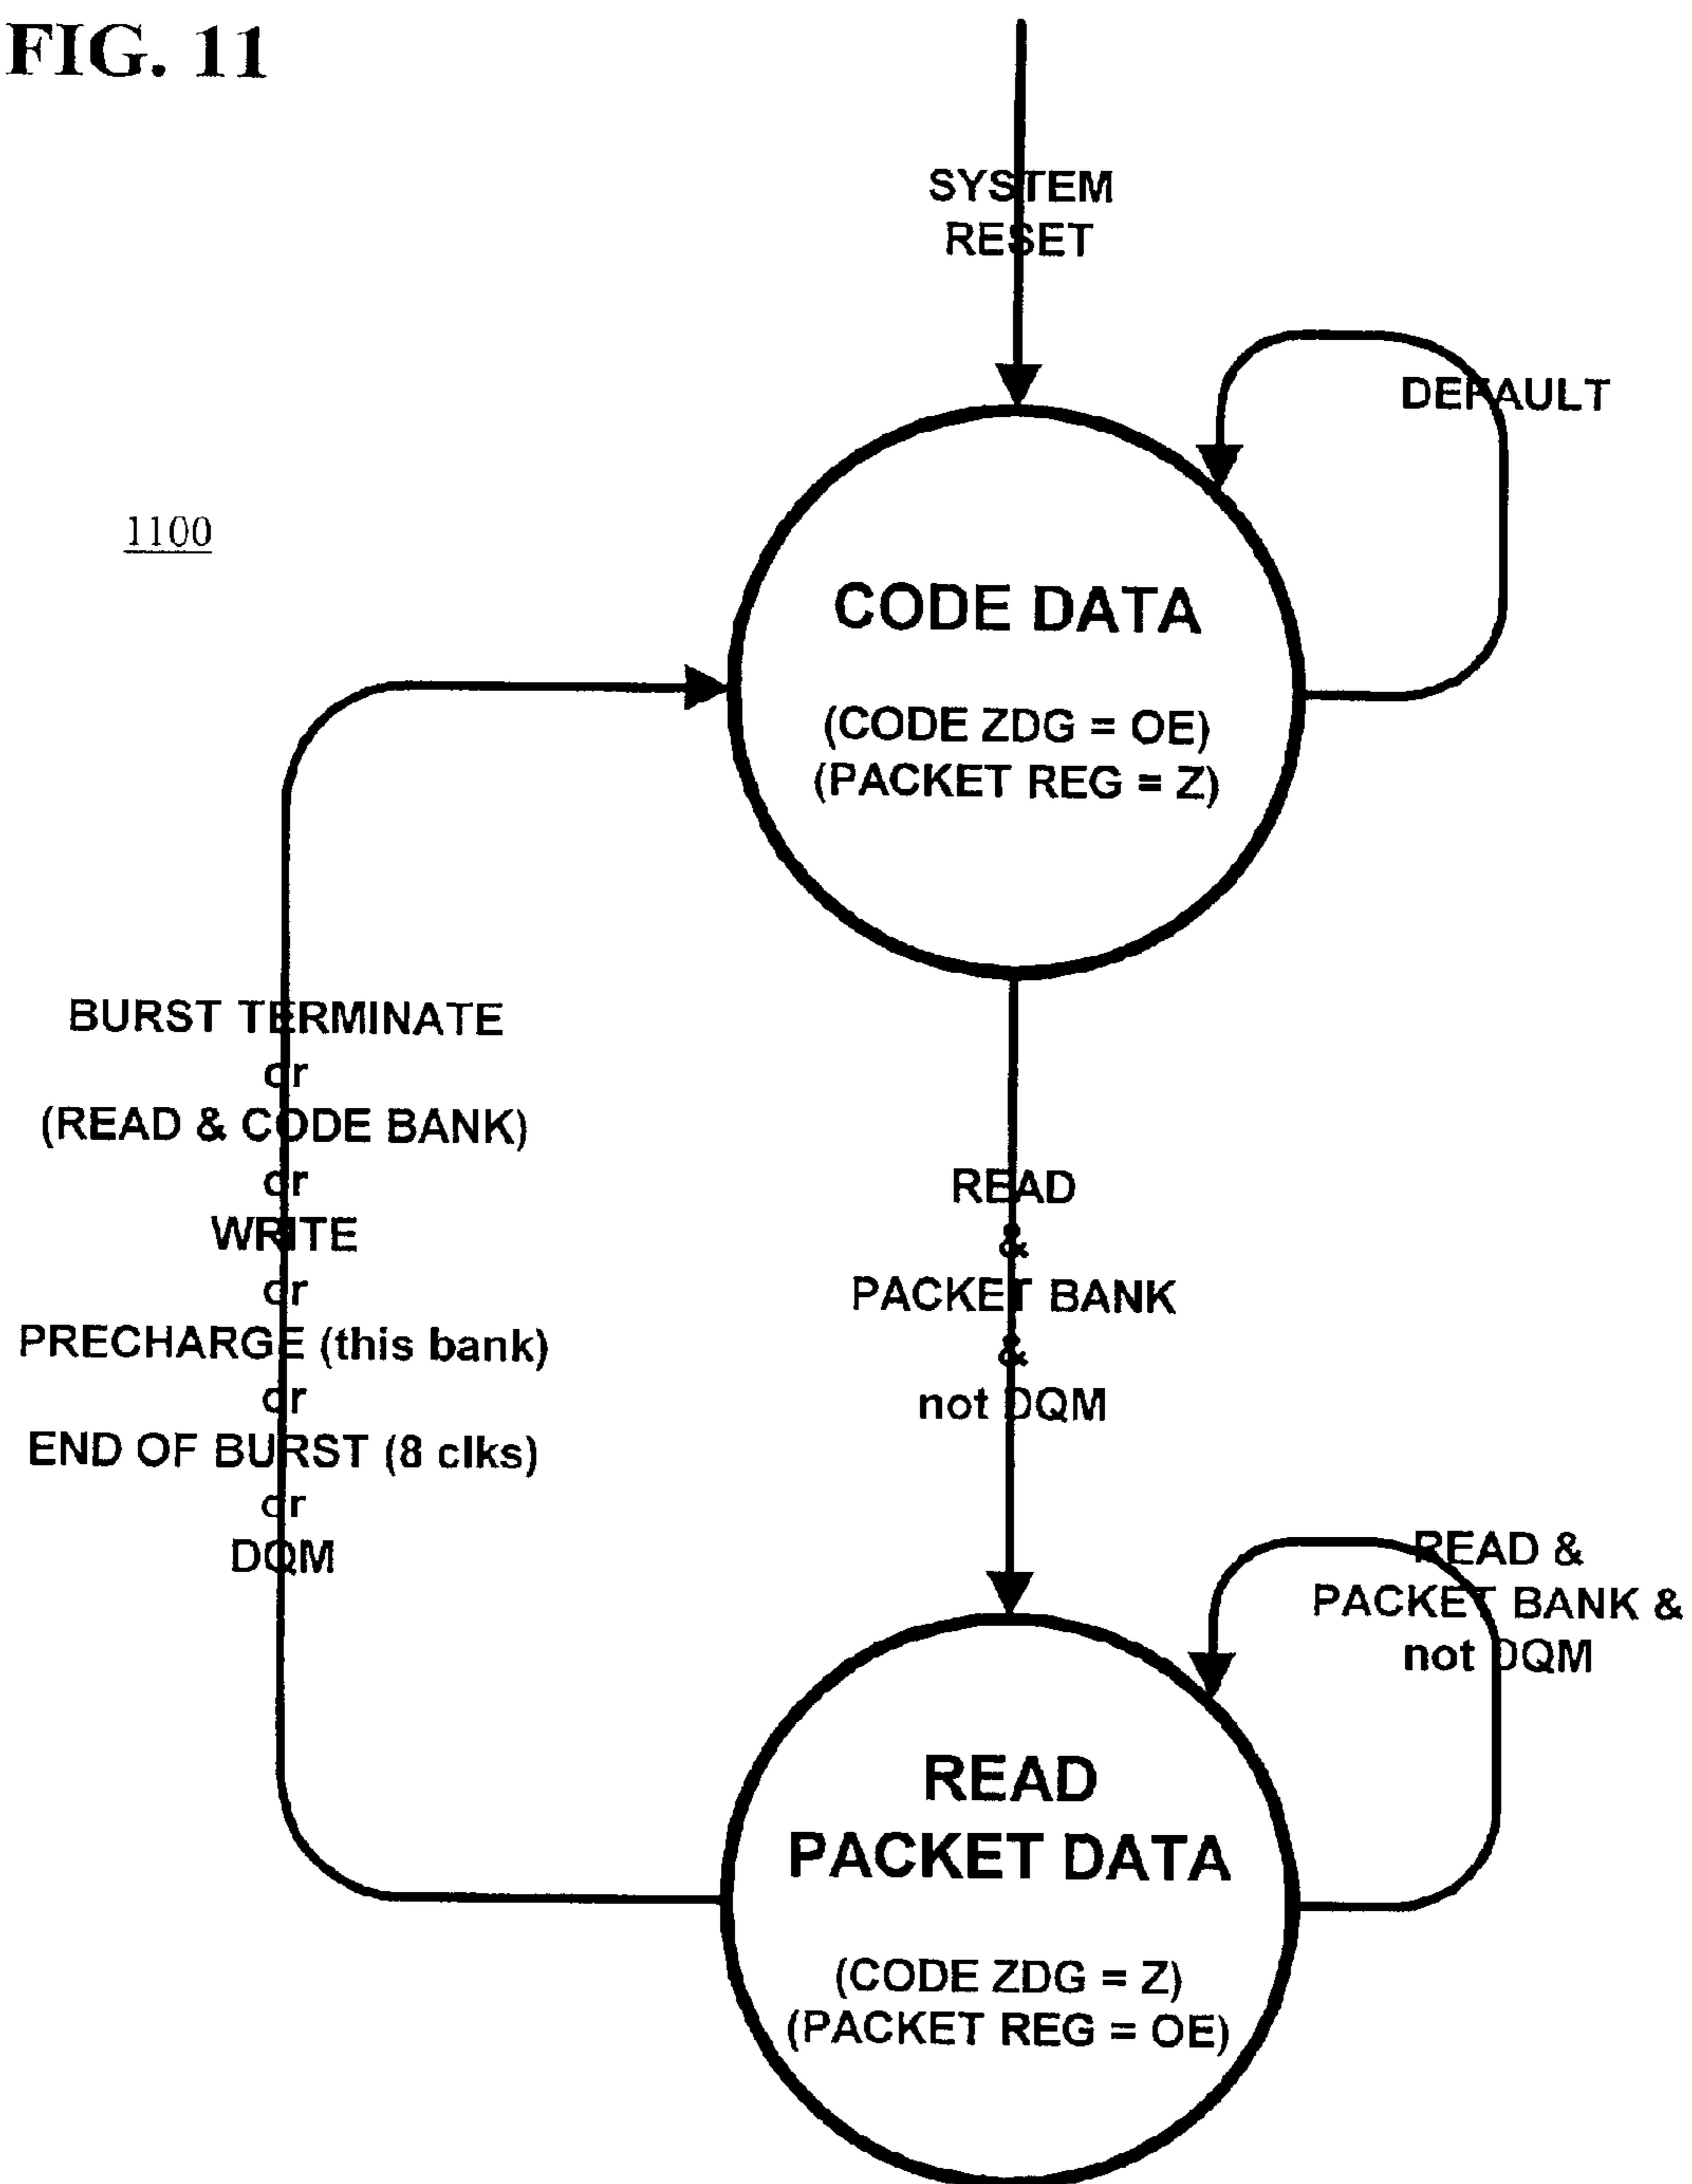 FIG. 11
SYSTEM
RESET
DEFAULT
1100
CODE DATA
(CODE ZDG = OE)
(PACKET REG = Z)
BURST TERMINATE
or
(READ & CODE BANK)
or
WRITE
or
PRECHARGE (this bank)
or
END OF BURST (8 clks)
or
DQM
READ
&
PACKET BANK
&
not DQM
READ &
PACKET BANK &
not DQM
READ
PACKET DATA
(CODE ZDG = Z)
(PACKET REG = OE)